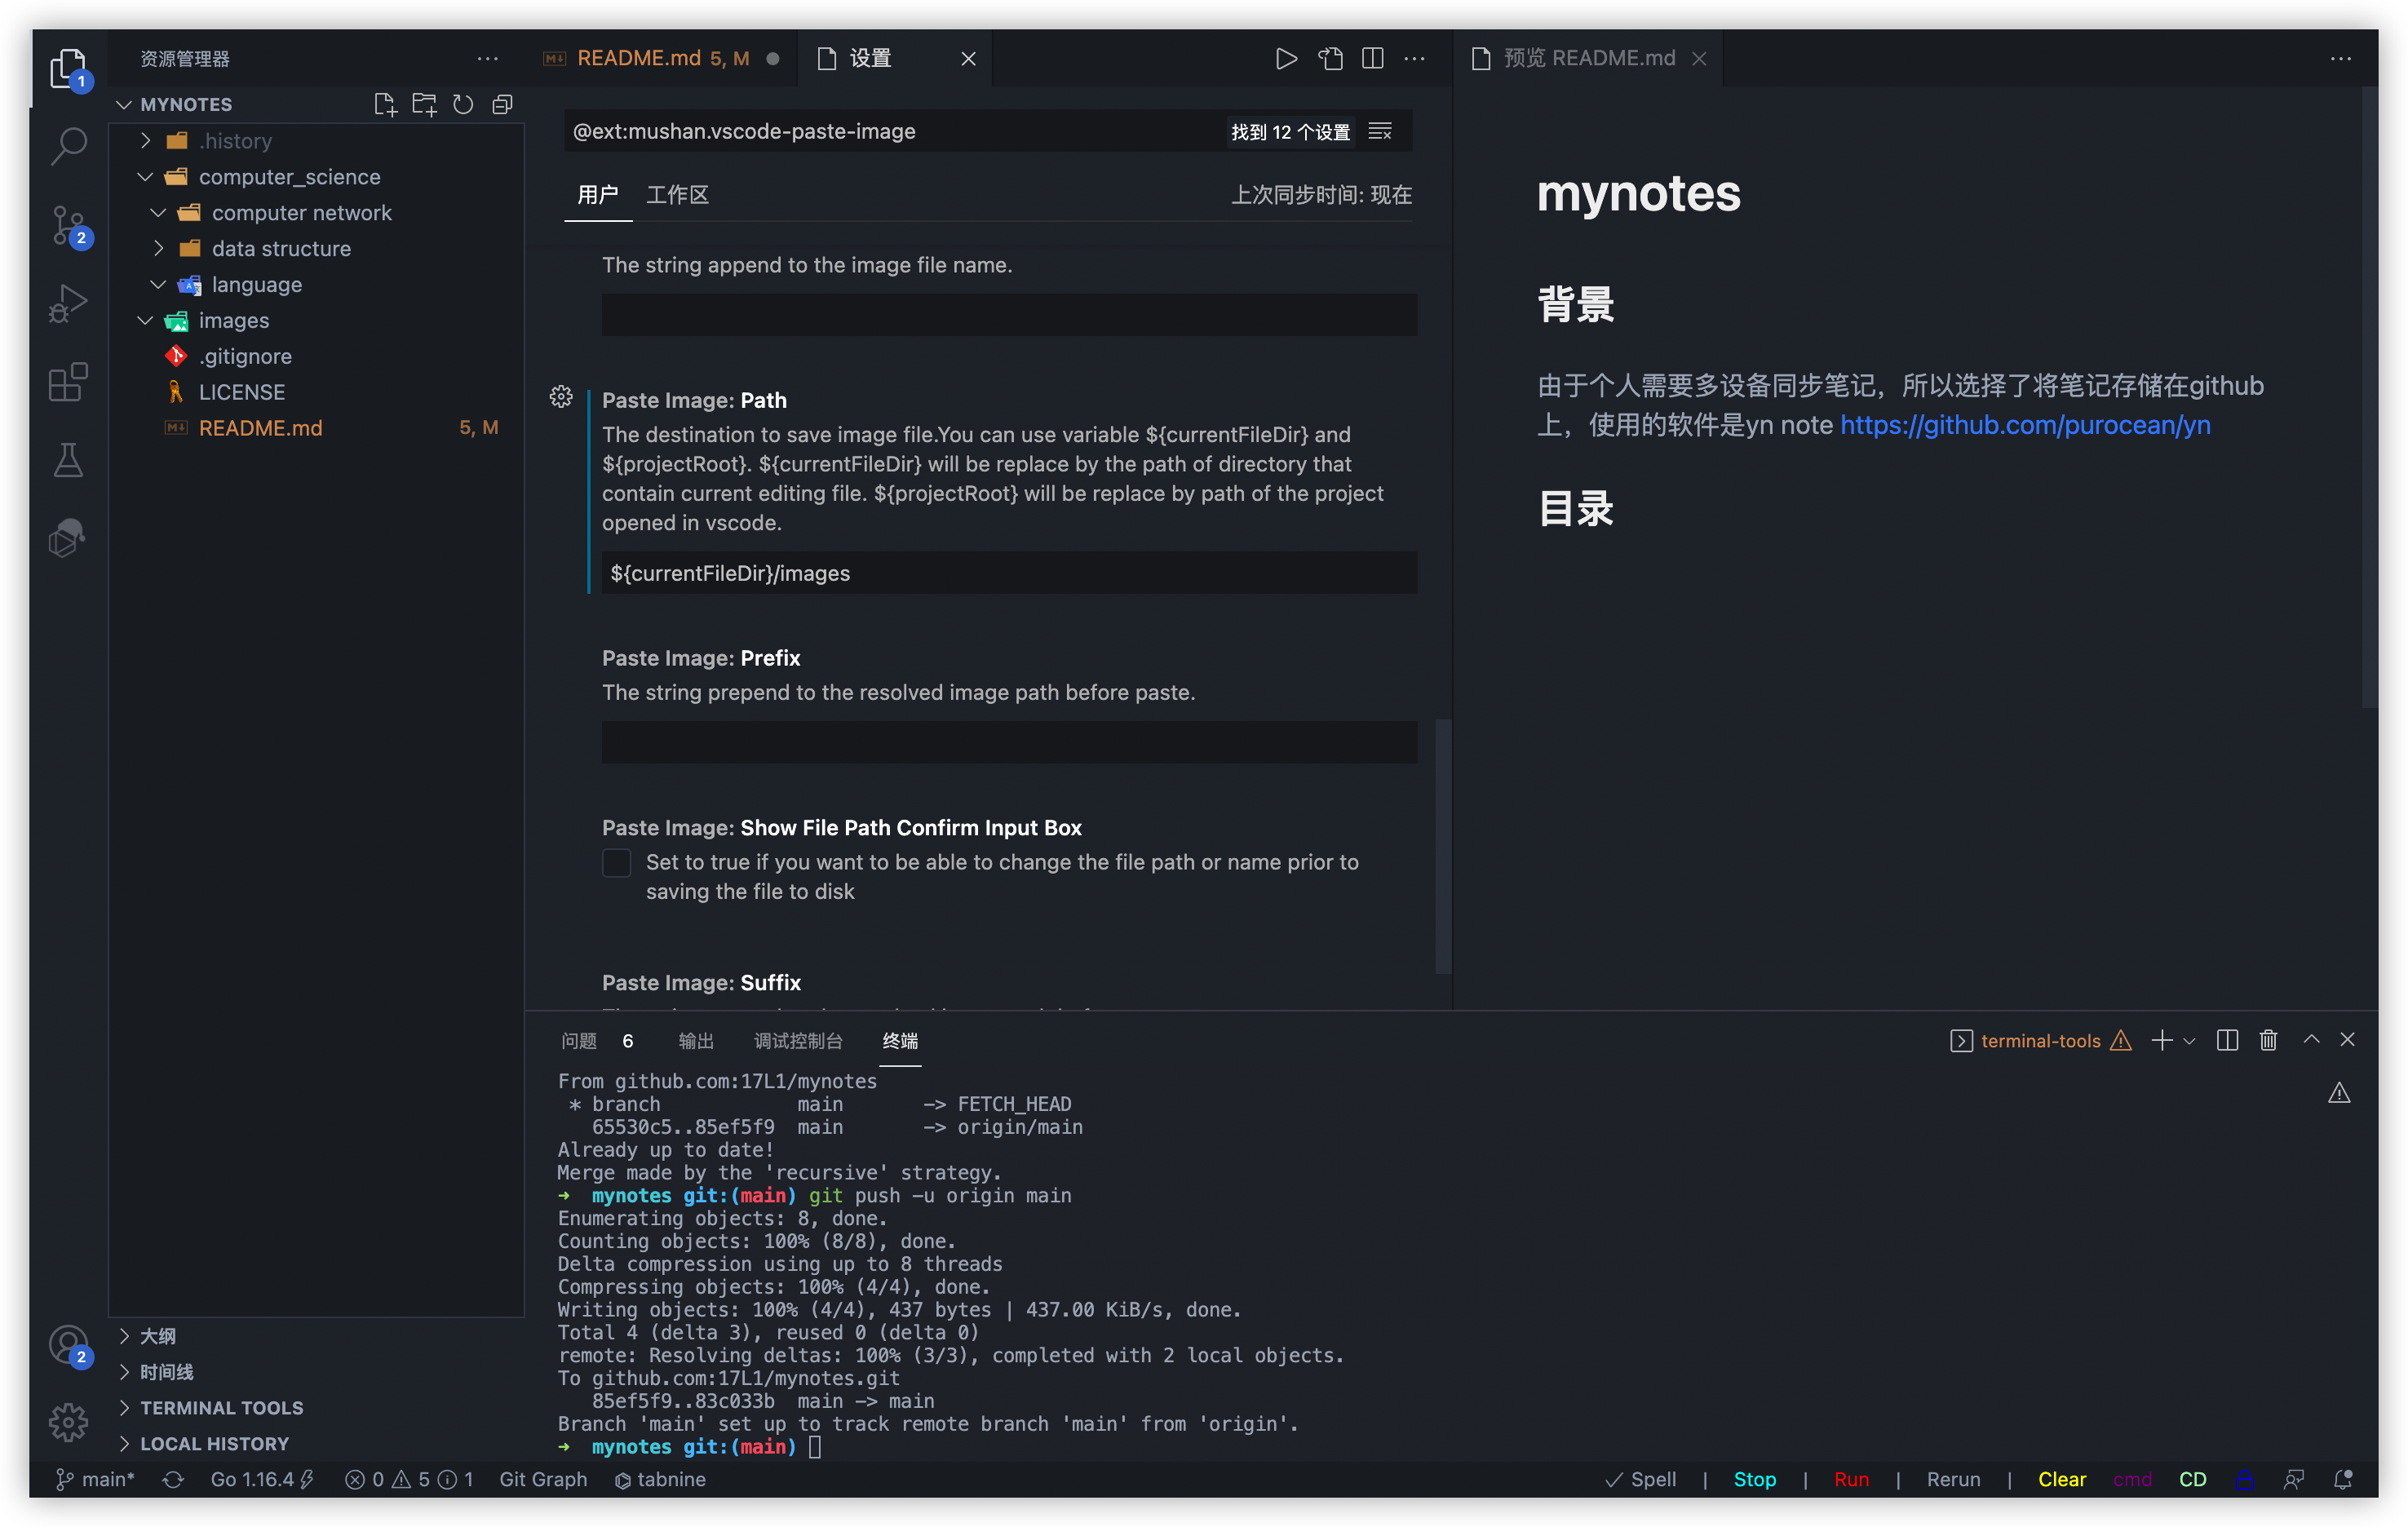 资源管理器
README.md 5, M
设置
预览 README.md
1
MYNOTES
.history
computer_science
computer network
data structure
language
images
.gitignore
LICENSE
README.md 5, M
2
@ext:mushan.vscode-paste-image 找到 12 个设置
用户 工作区 上次同步时间: 现在
The string append to the image file name.
Paste Image: Path
The destination to save image file.You can use variable ${currentFileDir} and
${projectRoot}. ${currentFileDir} will be replace by the path of directory that
contain current editing file. ${projectRoot} will be replace by path of the project
opened in vscode.
${currentFileDir}/images
Paste Image: Prefix
The string prepend to the resolved image path before paste.
Paste Image: Show File Path Confirm Input Box
Set to true if you want to be able to change the file path or name prior to
saving the file to disk
Paste Image: Suffix
mynotes
背景
由于个人需要多设备同步笔记，所以选择了将笔记存储在github
上，使用的软件是yn note https://github.com/purocean/yn
目录
问题 6 输出 调试控制台 终端
terminal-tools
From github.com:17L1/mynotes
* branch main -> FETCH_HEAD
65530c5..85ef5f9 main -> origin/main
Already up to date!
Merge made by the 'recursive' strategy.
➜ mynotes git:(main) git push -u origin main
Enumerating objects: 8, done.
Counting objects: 100% (8/8), done.
Delta compression using up to 8 threads
Compressing objects: 100% (4/4), done.
Writing objects: 100% (4/4), 437 bytes | 437.00 KiB/s, done.
Total 4 (delta 3), reused 0 (delta 0)
remote: Resolving deltas: 100% (3/3), completed with 2 local objects.
To github.com:17L1/mynotes.git
85ef5f9..83c033b main -> main
Branch 'main' set up to track remote branch 'main' from 'origin'.
➜ mynotes git:(main)
大纲
时间线
TERMINAL TOOLS
LOCAL HISTORY
2
main* Go 1.16.4 0 5 1 Git Graph tabnine
Spell | Stop | Run | Rerun | Clear cmd CD